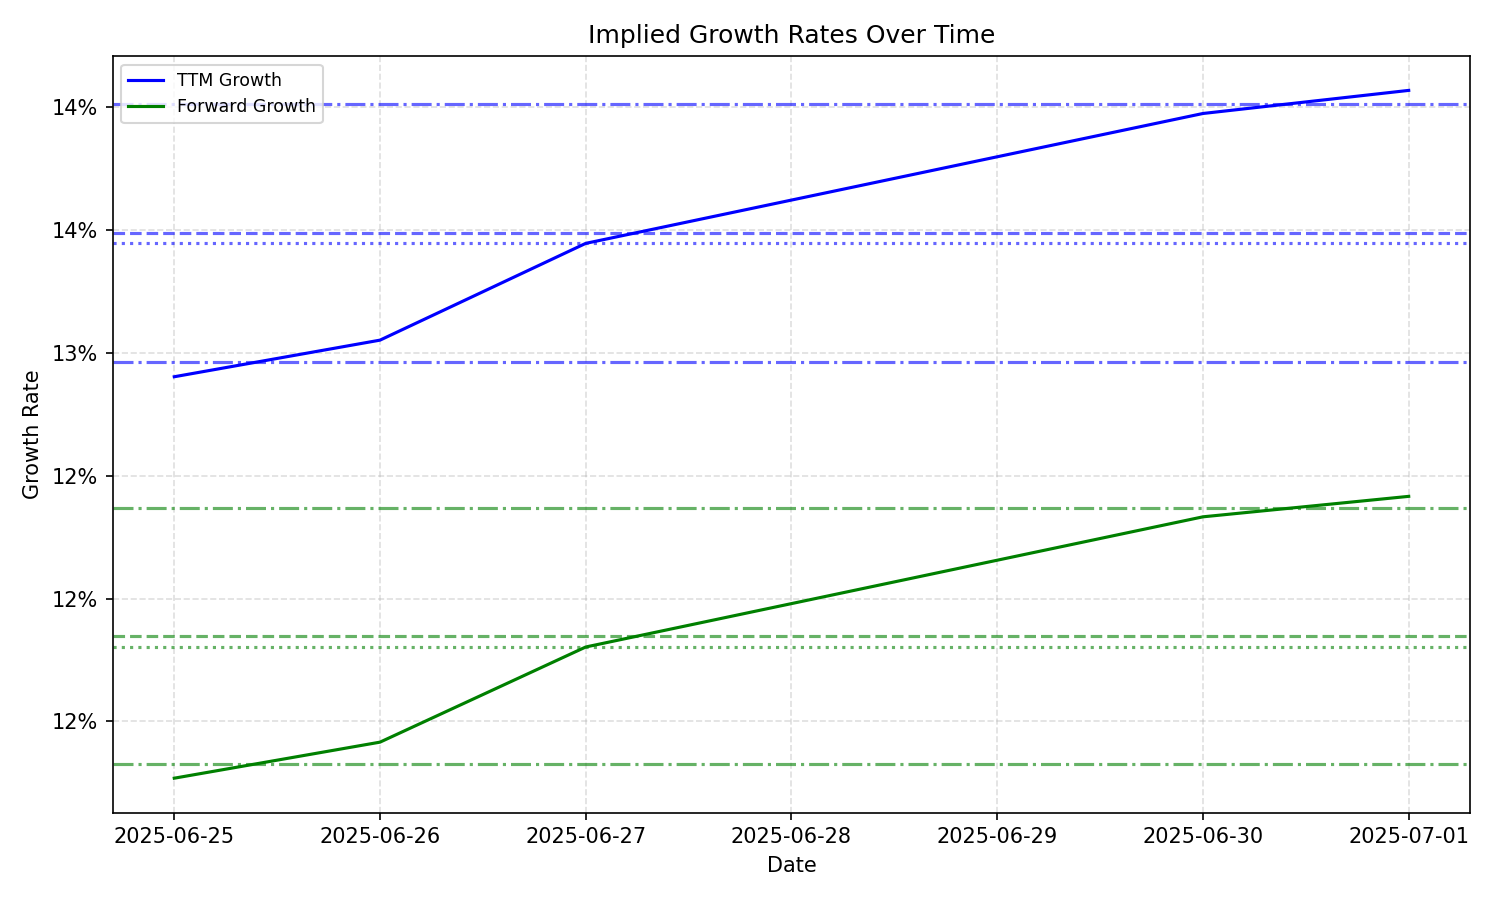 Implied Growth Rates Over Time
TTM Growth
Forward Growth
14%
14%
13%
12%
12%
12%
Growth Rate
2025-06-25
2025-06-26
2025-06-27
2025-06-28
2025-06-29
2025-06-30
2025-07-01
Date